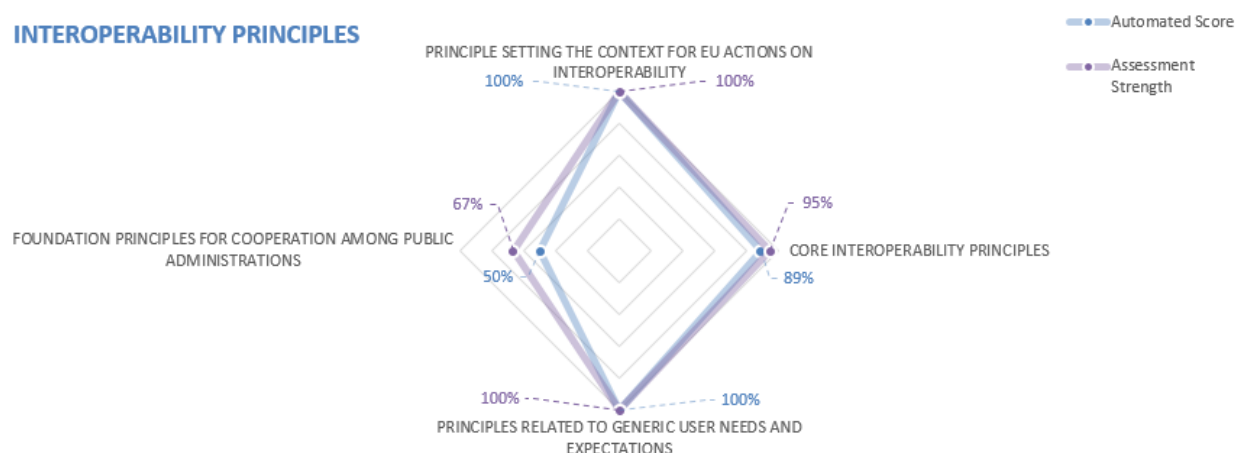 INTEROPERABILITY PRINCIPLES
Automated Score
Assessment
Strength
PRINCIPLE SETTING THE CONTEXT FOR EU ACTIONS ON
INTEROPERABILITY
100%
100%
67%
95%
FOUNDATION PRINCIPLES FOR COOPERATION AMONG PUBLIC
ADMINISTRATIONS
CORE INTEROPERABILITY PRINCIPLES
50%
89%
100%
100%
PRINCIPLES RELATED TO GENERIC USER NEEDS AND
EXPECTATIONS